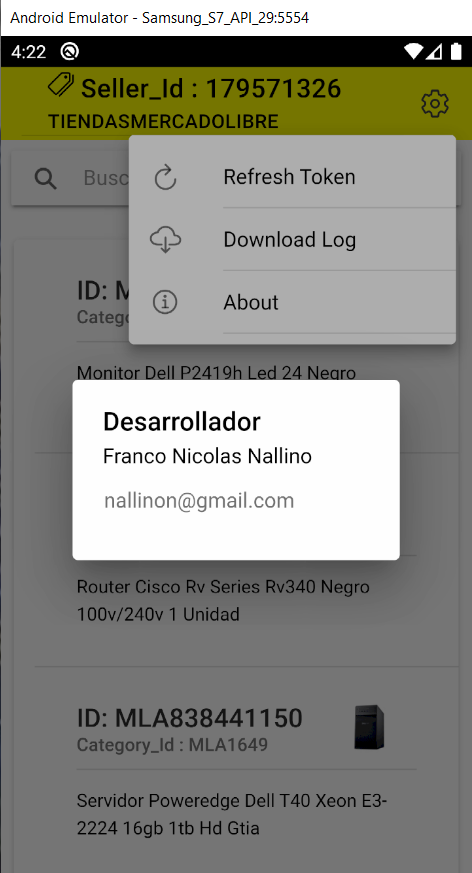 Android Emulator - Samsung_S7_API_29:5554
4:22
Seller_Id : 179571326
TIENDASMERCADOLIBRE
Busc
Refresh Token
Download Log
About
ID: M
Catego
Monitor Dell P2419h Led 24 Negro
Desarrollador
Franco Nicolas Nallino
nallinon@gmail.com
Router Cisco Rv Series Rv340 Negro
100v/240v 1 Unidad
ID: MLA838441150
Category_Id : MLA1649
Servidor Poweredge Dell T40 Xeon E3-
2224 16gb 1tb Hd Gtia